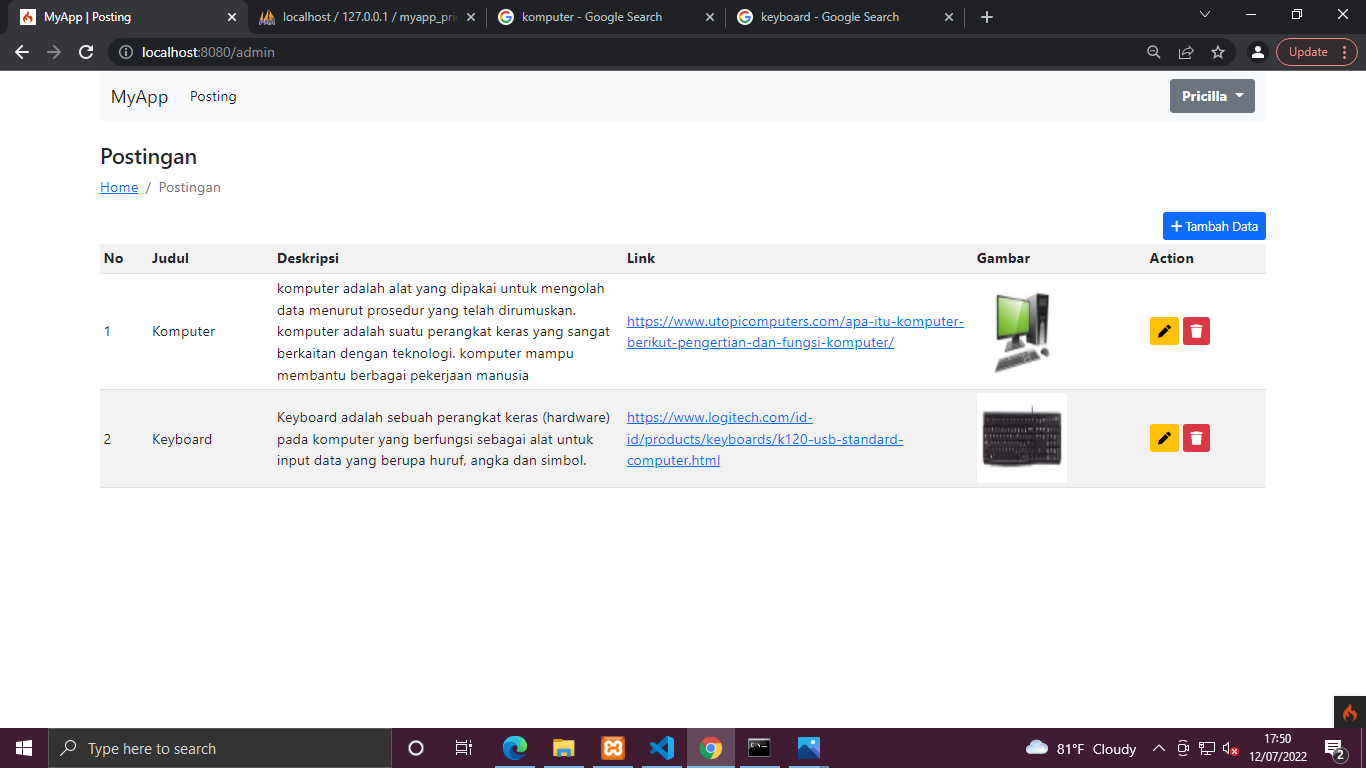 MyApp | Posting
localhost / 127.0.0.1 / myapp_pric
komputer - Google Search
keyboard - Google Search
localhost:8080/admin
Update
MyApp
Posting
Pricilla
Postingan
Home / Postingan
Tambah Data
No Judul Deskripsi Link Gambar Action
1
Komputer
komputer adalah alat yang dipakai untuk mengolah
data menurut prosedur yang telah dirumuskan.
komputer adalah suatu perangkat keras yang sangat
berkaitan dengan teknologi. komputer mampu
membantu berbagai pekerjaan manusia
https://www.utopicomputers.com/apa-itu-komputer-
berikut-pengertian-dan-fungsi-komputer/
2
Keyboard
Keyboard adalah sebuah perangkat keras (hardware)
pada komputer yang berfungsi sebagai alat untuk
input data yang berupa huruf, angka dan simbol.
https://www.logitech.com/id-
id/products/keyboards/k120-usb-standard-
computer.html
Type here to search
81°F Cloudy
17:50
12/07/2022
2